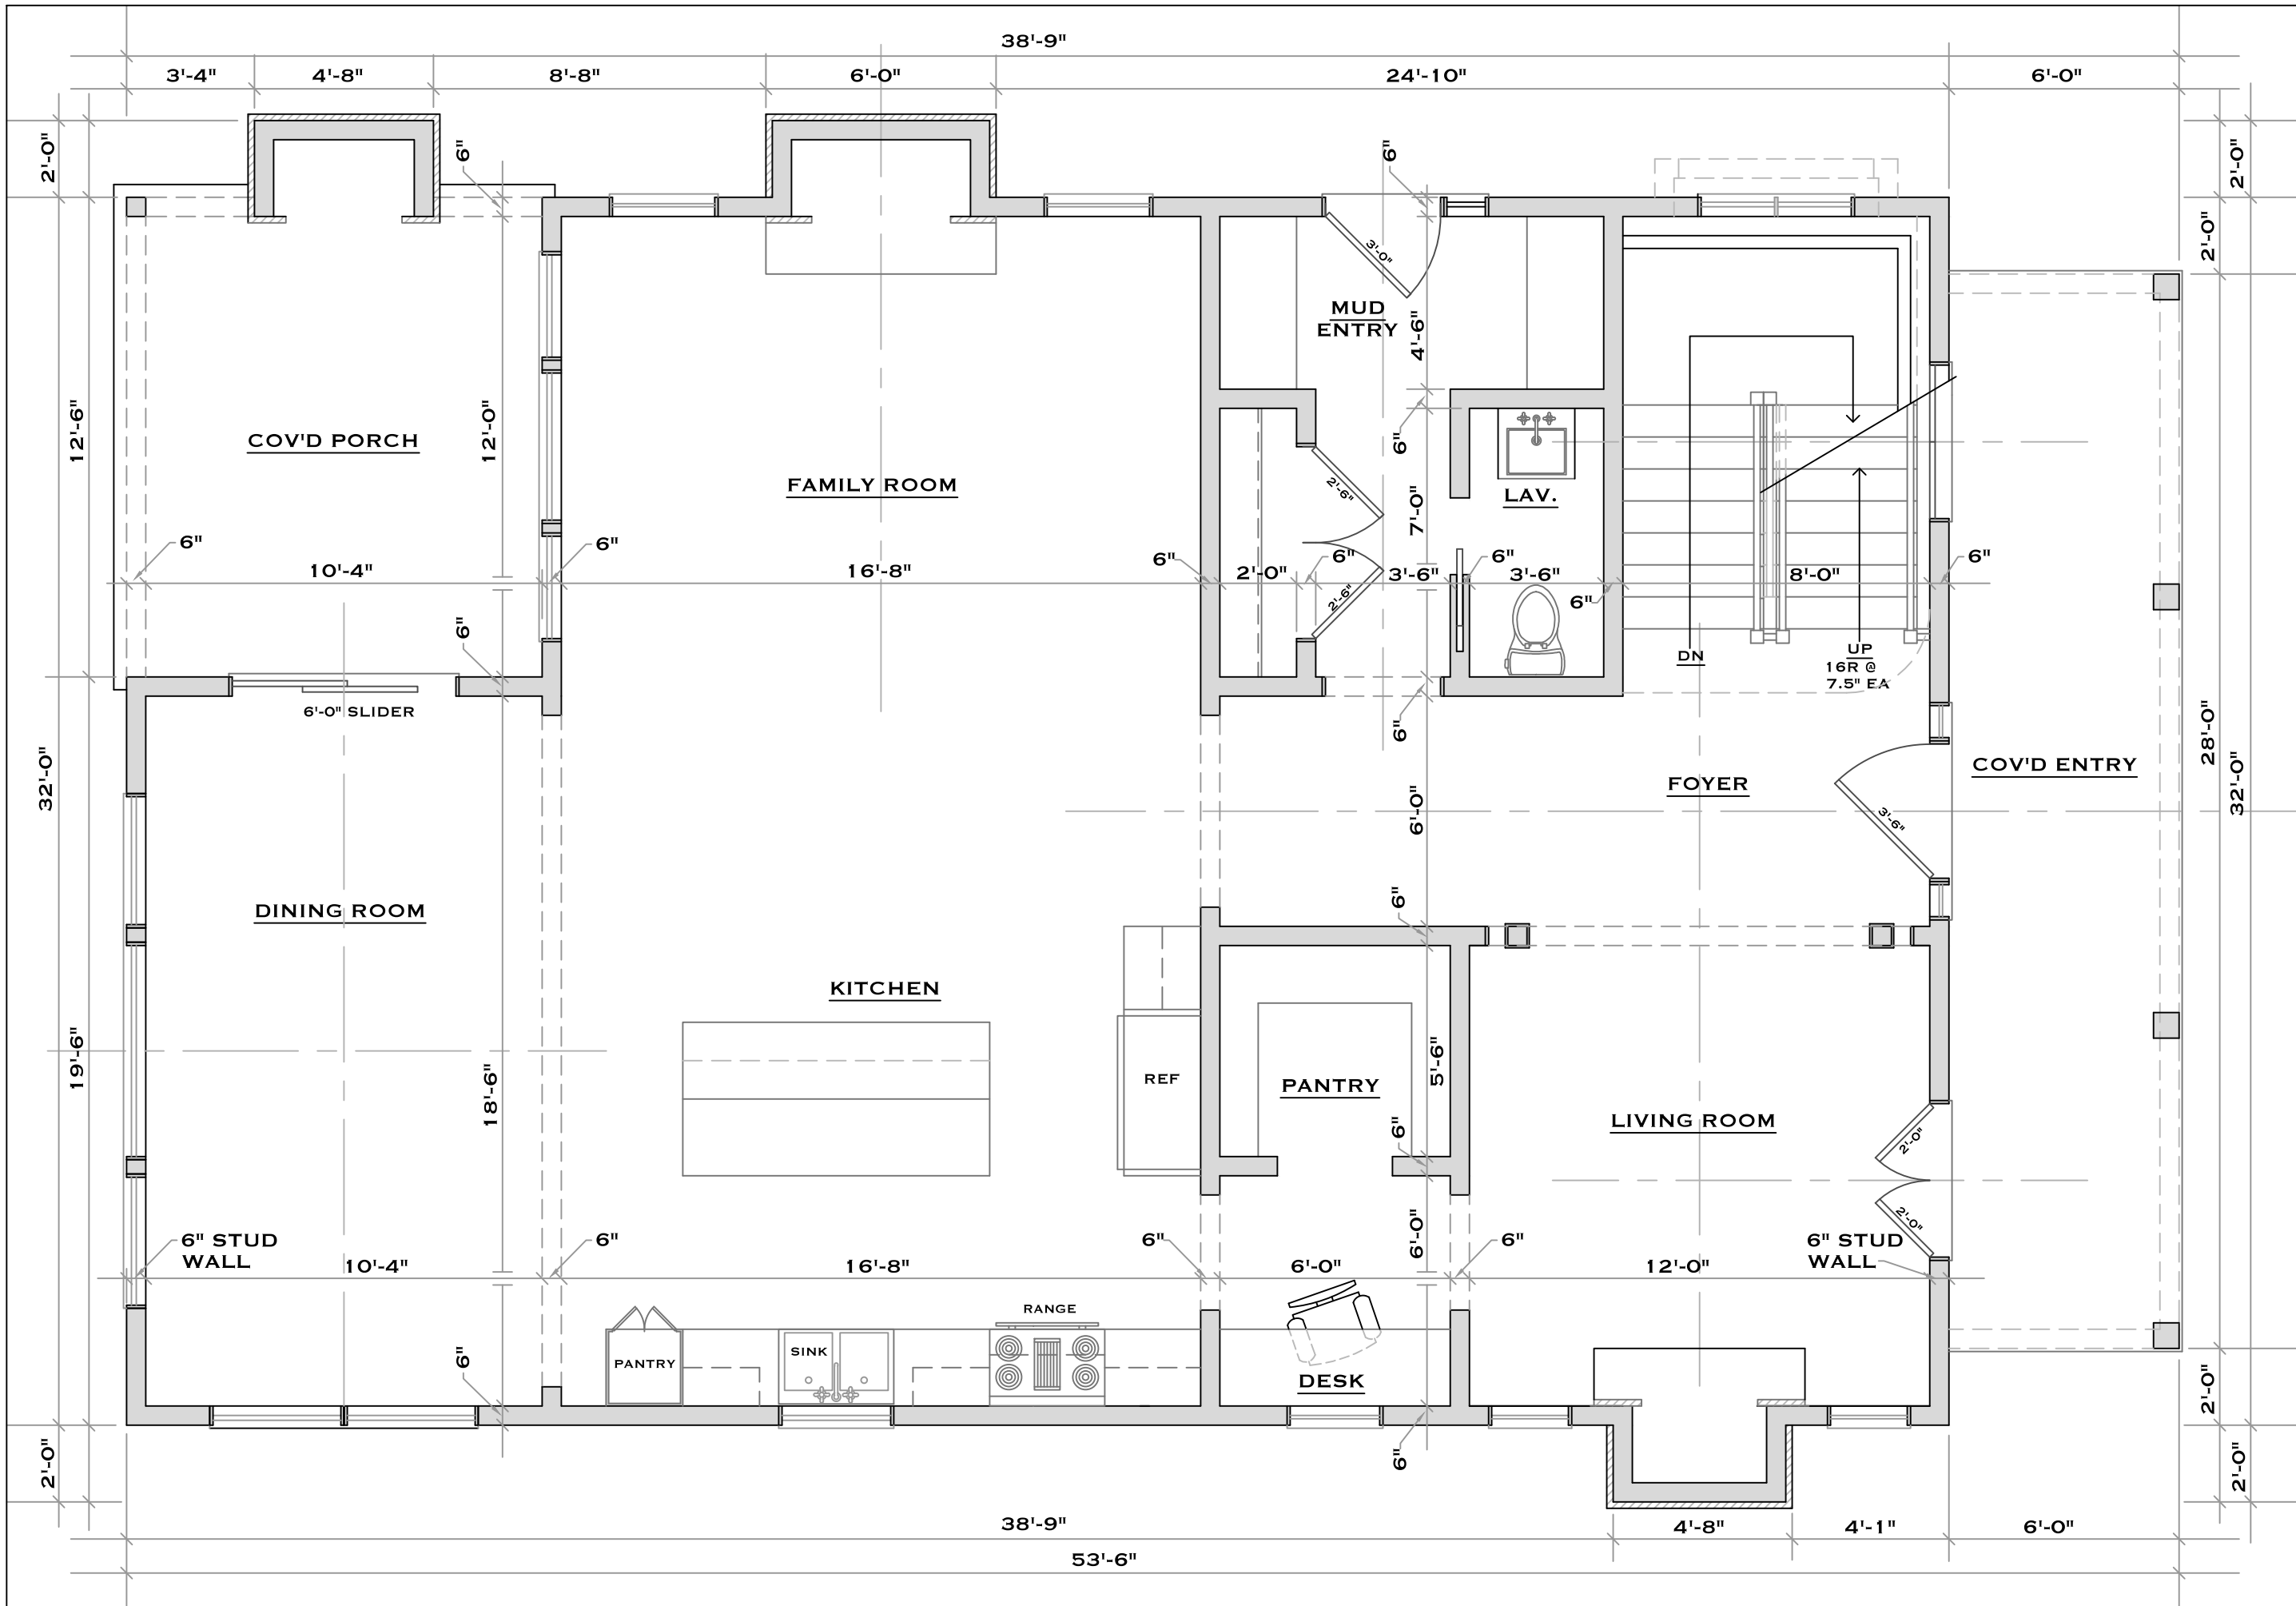 38'-9"
3'-4"
4'-8"
8'-8"
6'-0"
24'-10"
6'-0"
2'-0"
6"
6"
2'-0"
3'-0"
2'-0"
MUD
ENTRY
4'-6"
12'-6"
COV'D PORCH
12'-0"
FAMILY ROOM
6"
2'-6"
LAV.
7'-0"
6"
10'-4"
6"
16'-8"
6"
2'-0"
6"
2'-6"
3'-6"
6"
3'-6"
6"
8'-0"
6"
6"
DN
UP
16R @
7.5" EA
6'-0" SLIDER
6"
32'-0"
6'-0"
FOYER
3'-6"
COV'D ENTRY
28'-0"
32'-0"
DINING ROOM
6"
KITCHEN
19'-6"
18'-6"
REF
PANTRY
5'-6"
6"
LIVING ROOM
2'-0"
2'-0"
6" STUD
WALL
10'-4"
6"
16'-8"
6"
6'-0"
6'-0"
6"
12'-0"
6" STUD
WALL
RANGE
6"
PANTRY
SINK
DESK
6"
2'-0"
2'-0"
2'-0"
38'-9"
4'-8"
4'-1"
6'-0"
53'-6"